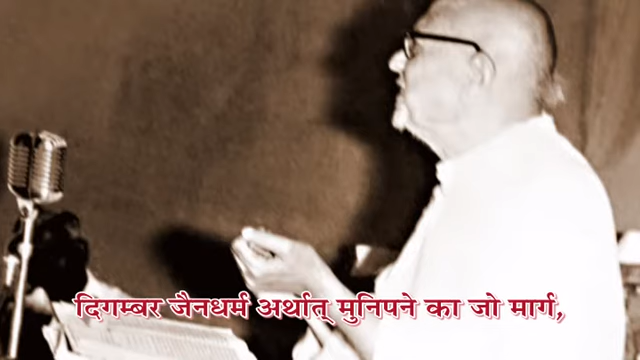 दिगम्बर जैनधर्म अर्थात् मुनिपने का जो मार्ग,